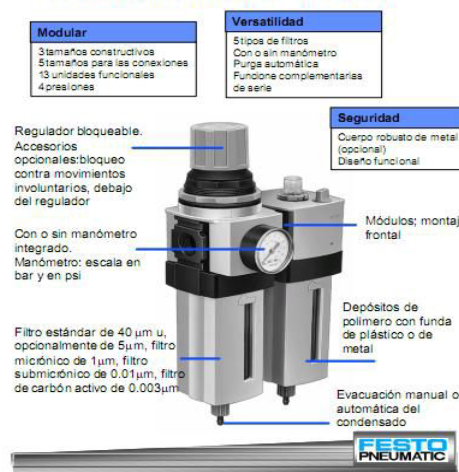 Modular
3tamaños constructivos
5tamaños para las conexiones
13 unidades funcionales
4presiones
Versatilidad
5tipos de filtros
Con o sin manómetro
Purga automática
Funcione complementarias
de serie
Seguridad
Cuerpo robusto de metal
(opcional)
Diseño funcional
Regulador bloqueable.
Accesorios
opcionales:bloqueo
contra movimientos
involuntarios, debajo
del regulador
Con o sin manómetro
integrado.
Manómetro: escala en
bar y en psi
Módulos; montaj
frontal
Filtro estándar de 40 µm u,
opcionalmente de 5µm, filtro
micrónico de 1µm, filtro
submicrónico de 0.01µm, filtro
de carbón activo de 0.003µm
Depósitos de
polímero con funda
de plástico o de
metal
Evacuación manual o
automática del
condensado
FESTO
PNEUMATIC